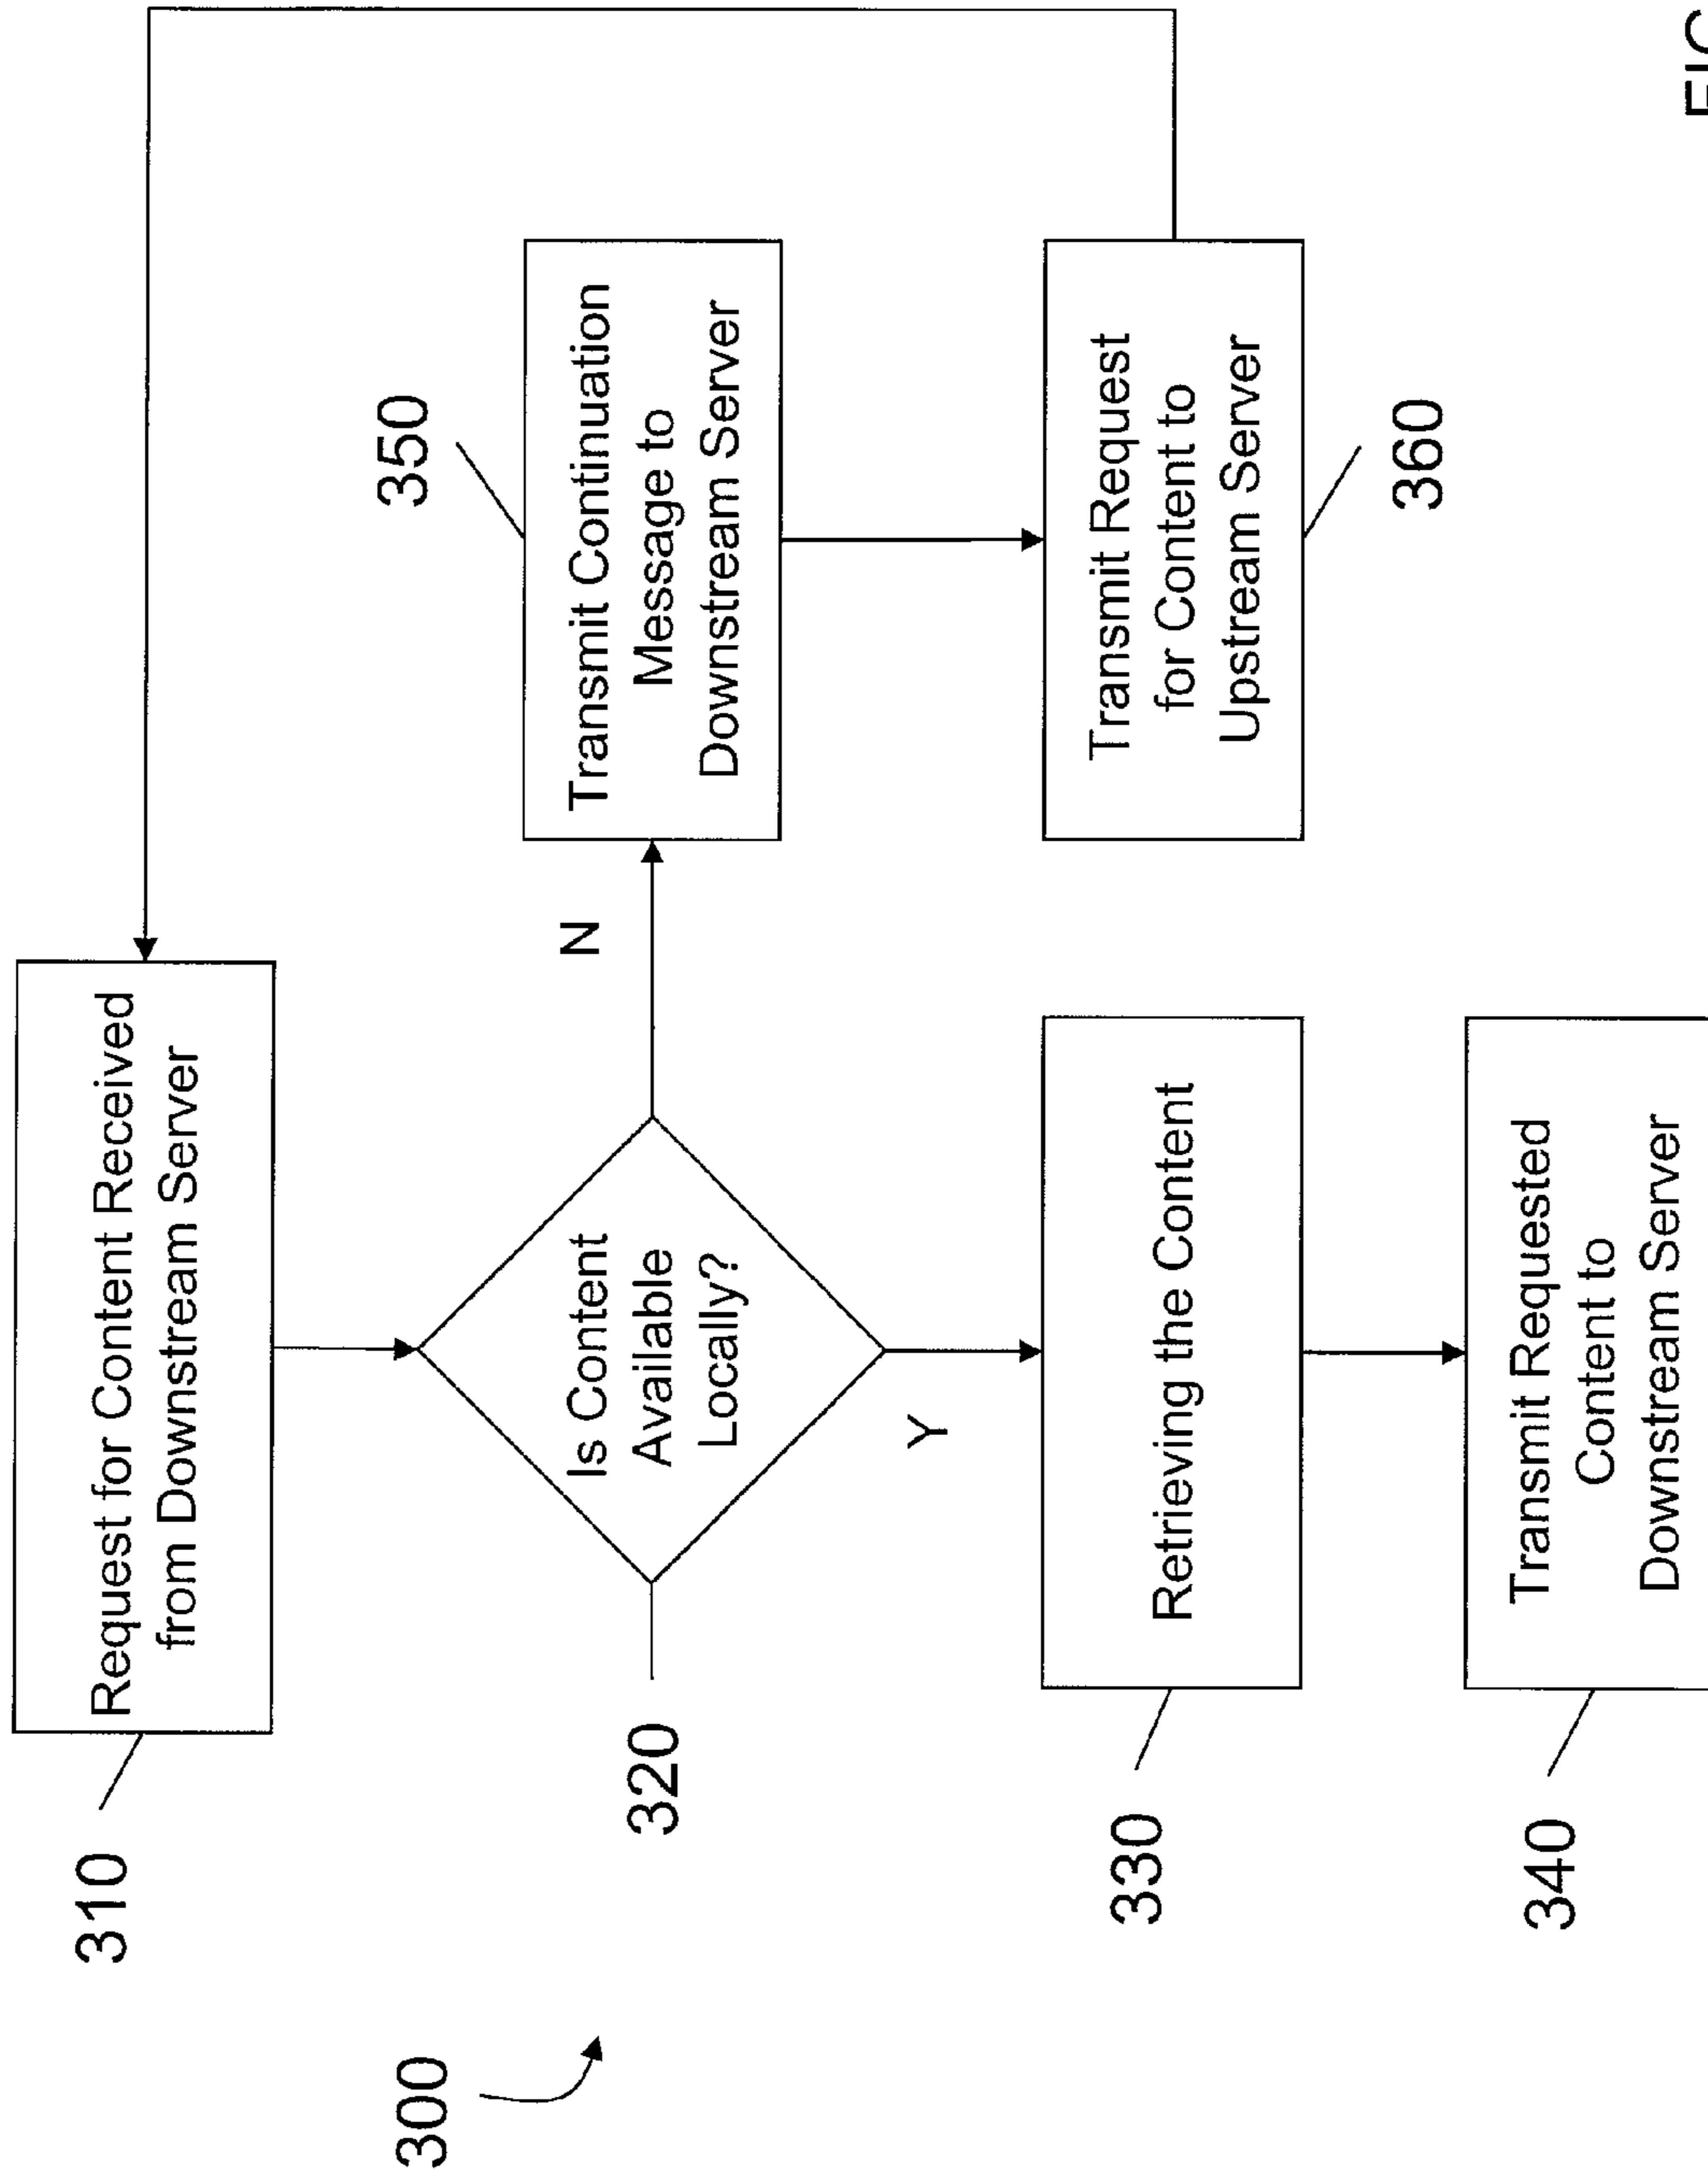 300
310
Request for Content Received
from Downstream Server
320
Is Content
Available
Locally?
N
Y
350
Transmit Continuation
Message to
Downstream Server
330
Retrieving the Content
360
Transmit Request
for Content to
Upstream Server
340
Transmit Requested
Content to
Downstream Server